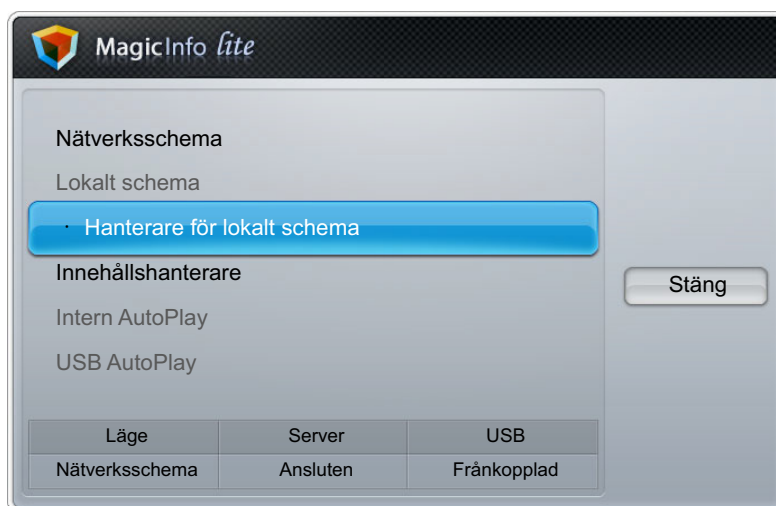 MagicInfo lite
Nätverksschema
Lokalt schema
· Hanterare för lokalt schema
Innehållshanterare
Intern AutoPlay
USB AutoPlay
Stäng
Läge Server USB
Nätverksschema Ansluten Frånkopplad